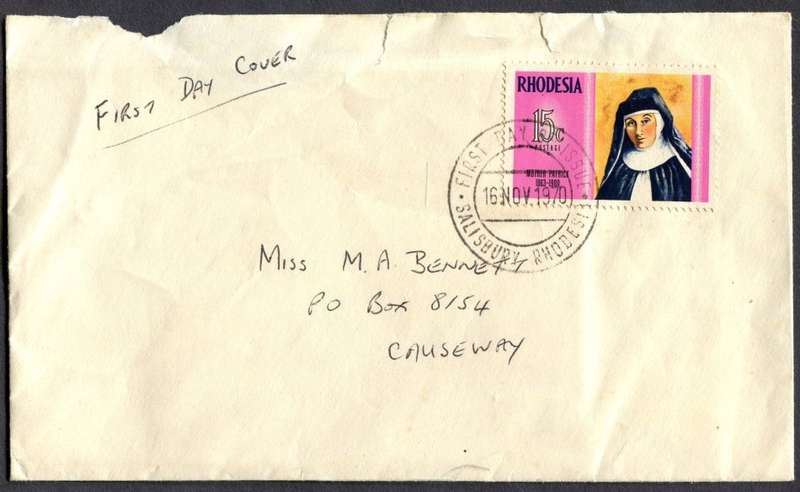 FIRST DAY COVER
RHODESIA
15c
POSTAGE
MOTHER PATRICK
1863-1900
FIRST DAY OF ISSUE
16 NOV. 1970
SALISBURY RHODESIA
MISS M. A. BENNETT
PO BOX 8154
CAUSEWAY